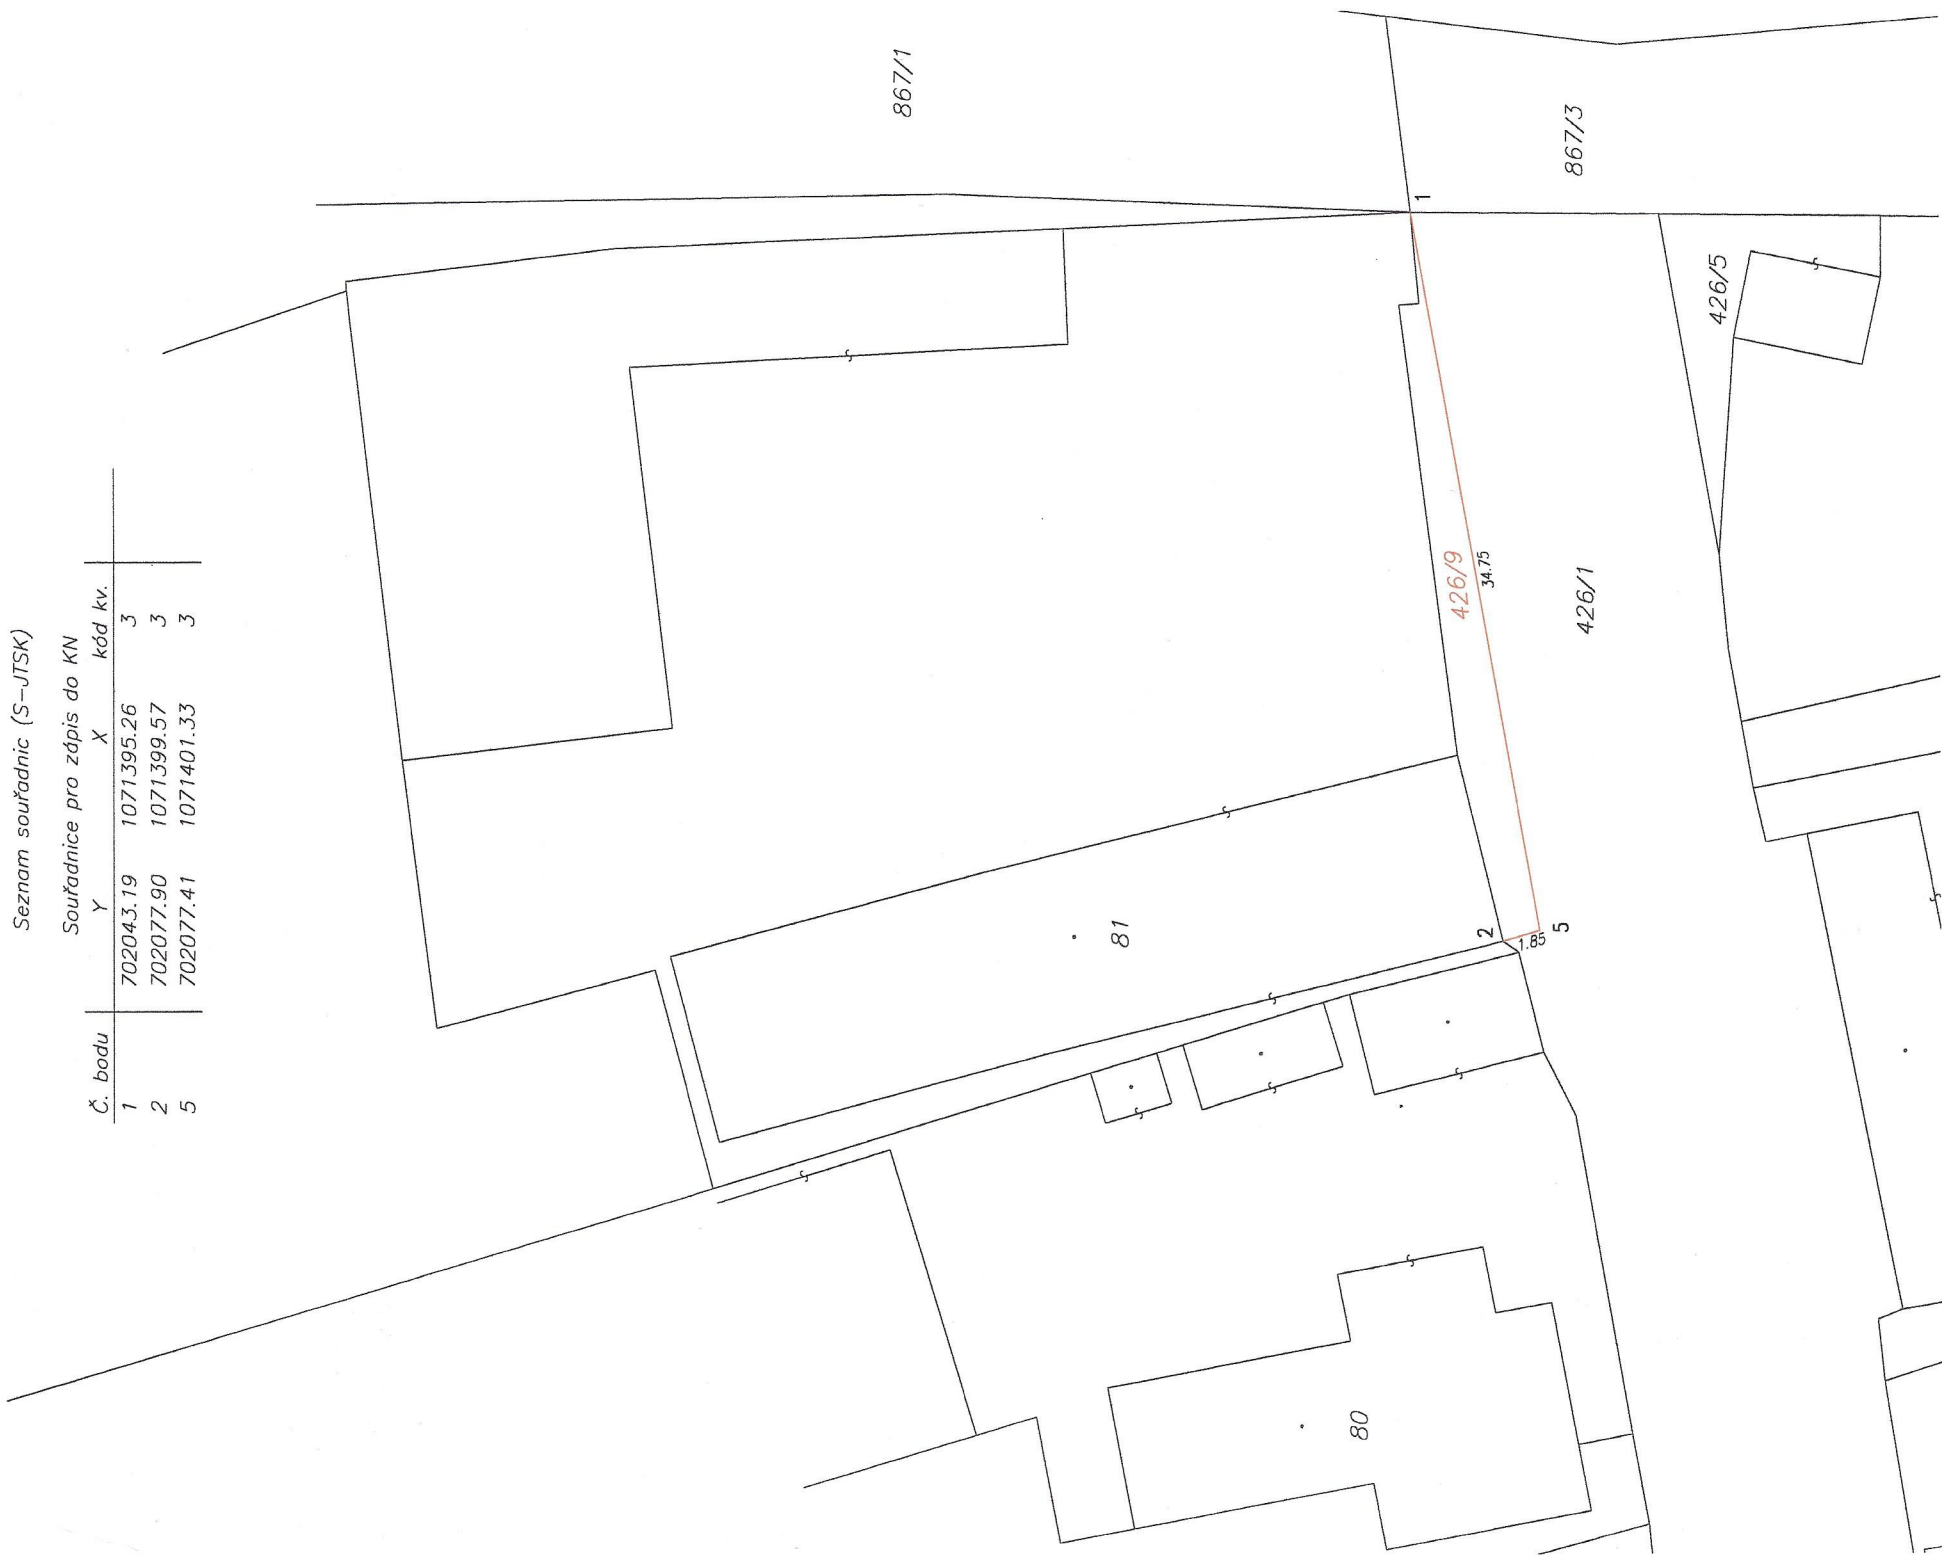 Seznam souřadnic (S-JTSK)
Souřadnice pro zápis do KN
Č. bodu Y X kód kv.
1 702043.19 1071395.26 3
2 702077.90 1071399.57 3
5 702077.41 1071401.33 3
867/1
867/3
1
426/5
426/9
34.75
426/1
81
2
1.85
5
80